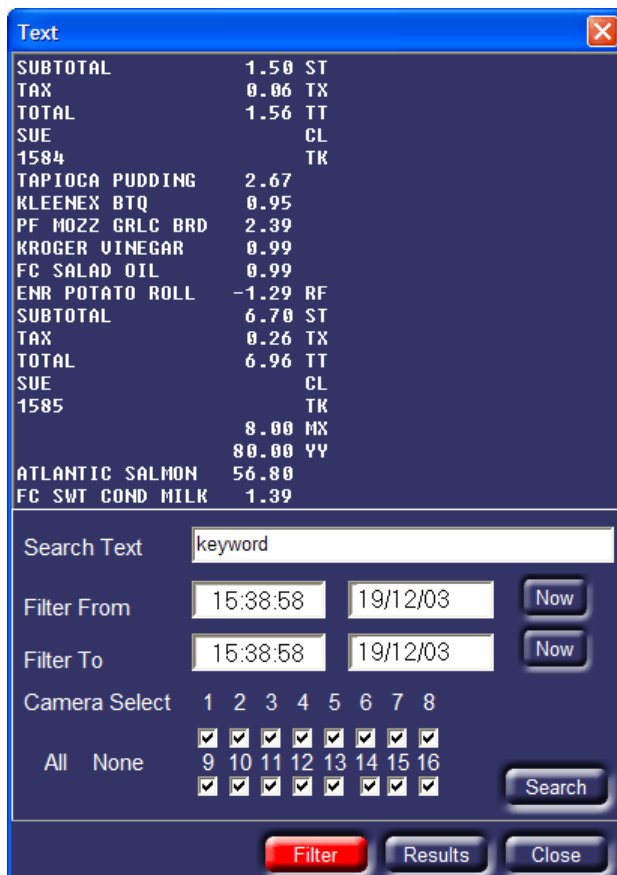 Text
SUBTOTAL 1.50 ST
TAX 0.06 TX
TOTAL 1.56 TT
SUE CL
1584 TK
TAPIOCA PUDDING 2.67
KLEENEX BTQ 0.95
PF MOZZ GRLC BRD 2.39
KROGER VINEGAR 0.99
FC SALAD OIL 0.99
ENR POTATO ROLL -1.29 RF
SUBTOTAL 6.70 ST
TAX 0.26 TX
TOTAL 6.96 TT
SUE CL
1585 TK
8.00 MX
80.00 YY
ATLANTIC SALMON 56.80
FC SWT COND MILK 1.39
Search Text keyword
Filter From 15:38:58 19/12/03 Now
Filter To 15:38:58 19/12/03 Now
Camera Select 1 2 3 4 5 6 7 8
All None 9 10 11 12 13 14 15 16
Search
Filter Results Close